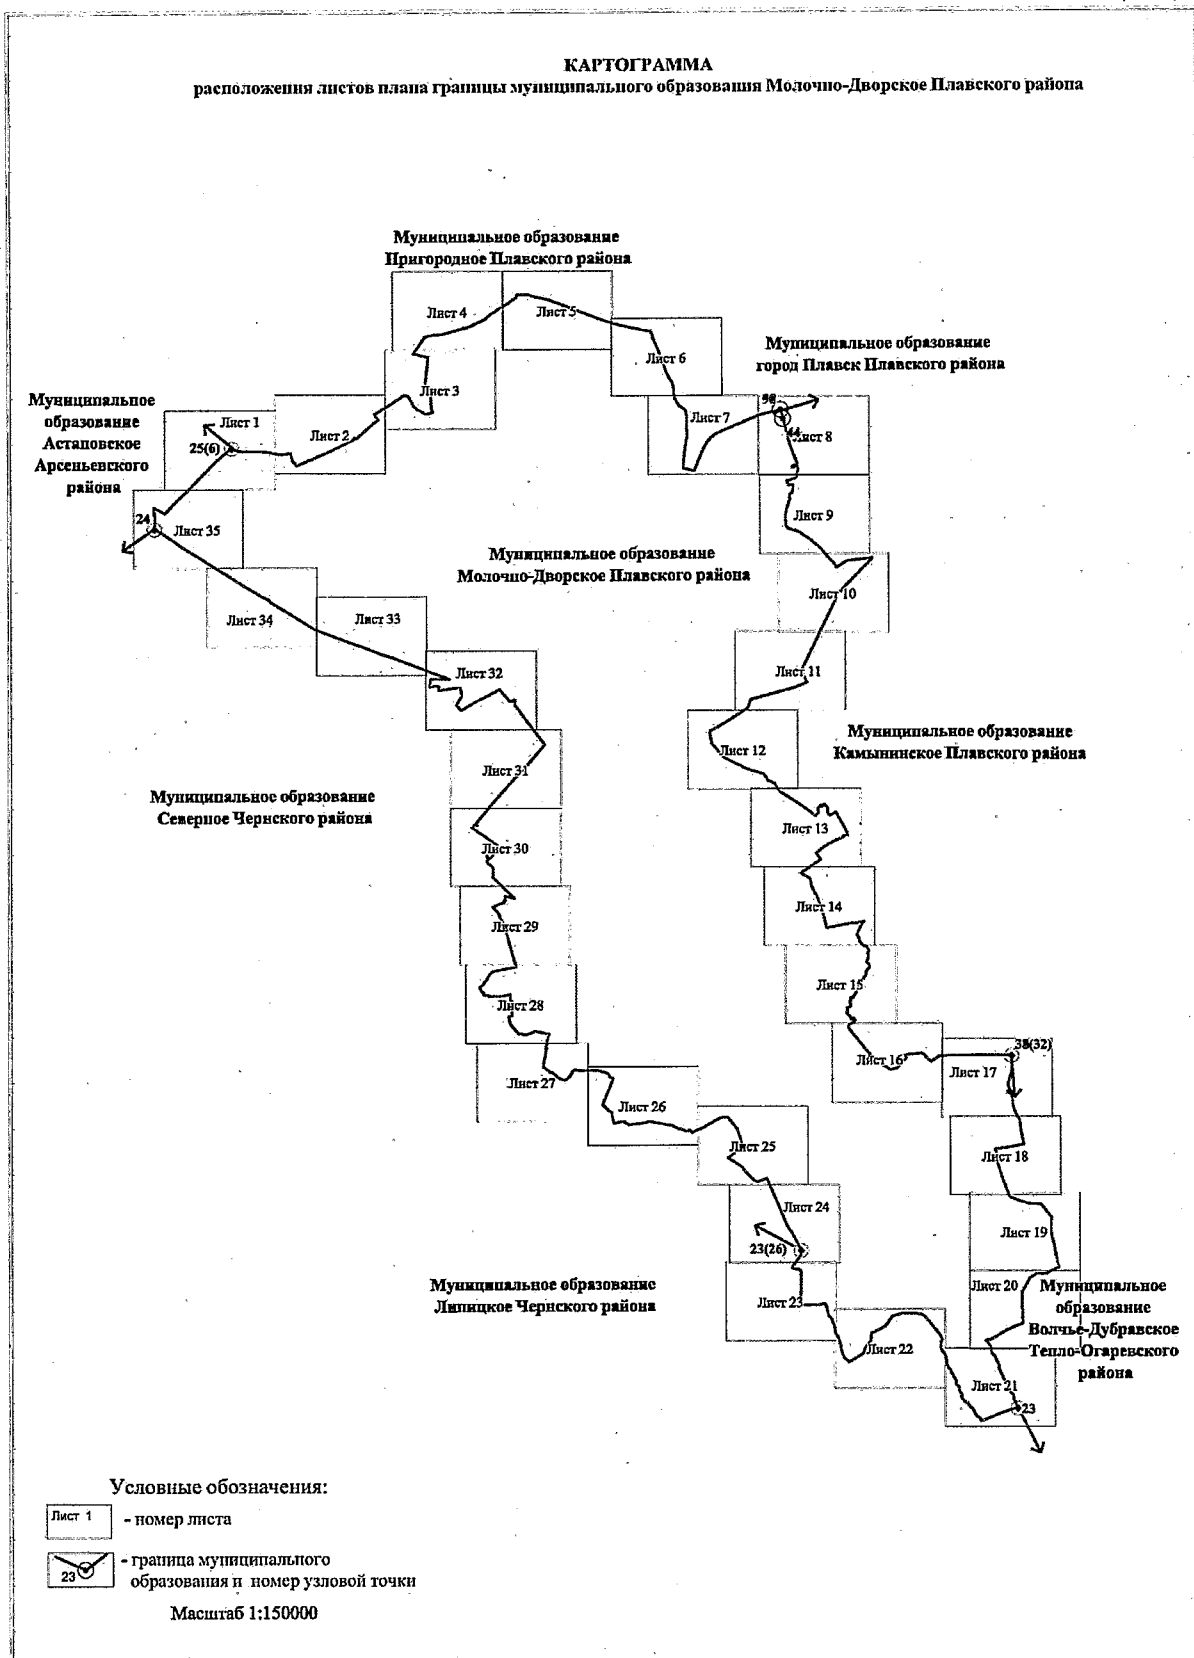 КАРТОГРАММА
расположения листов плана границы муниципального образования Молочно-Дворское Плавского района
Муниципальное образование
Пригородное Плавского района
Лист 4
Лист 5
Лист 6
Муниципальное образование
город Плавск Плавского района
Лист 3
Муниципальное
образование
Астаповское
Арсеньевского
района
Лист 1
25(6)
Лист 2
Лист 7
44
Лист 8
24
Лист 35
Лист 9
Муниципальное образование
Молочно-Дворское Плавского района
Лист 10
Лист 34
Лист 33
Лист 32
Лист 11
Муниципальное образование
Камынинское Плавского района
Лист 12
Лист 31
Муниципальное образование
Северное Чернского района
Лист 13
Лист 30
Лист 14
Лист 29
Лист 15
Лист 28
Лист 16
Лист 17
Лист 27
Лист 26
Лист 25
Лист 18
Лист 24
23(26)
Лист 19
Муниципальное образование
Липицкое Чернского района
Лист 23
Лист 20
Муниципальное
образование
Волчье-Дубравское
Тепло-Огаревского
района
Лист 22
Лист 21
23
Условные обозначения:
Лист 1
- номер листа
23
- граница муниципального
образования и номер узловой точки
Масштаб 1:150000